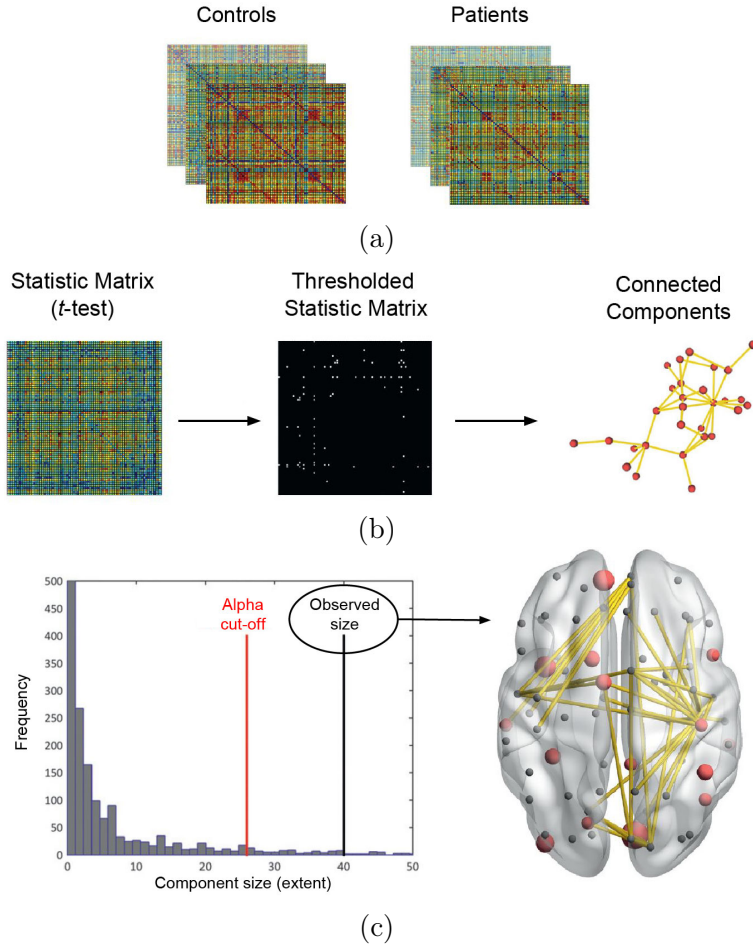 Controls
Patients
(a)
Statistic Matrix
(t-test)
Thresholded
Statistic Matrix
Connected
Components
(b)
500
450
400
350
300
250
200
150
100
50
0
Frequency
Alpha
cut-off
Observed
size
0
10
20
30
40
50
Component size (extent)
(c)